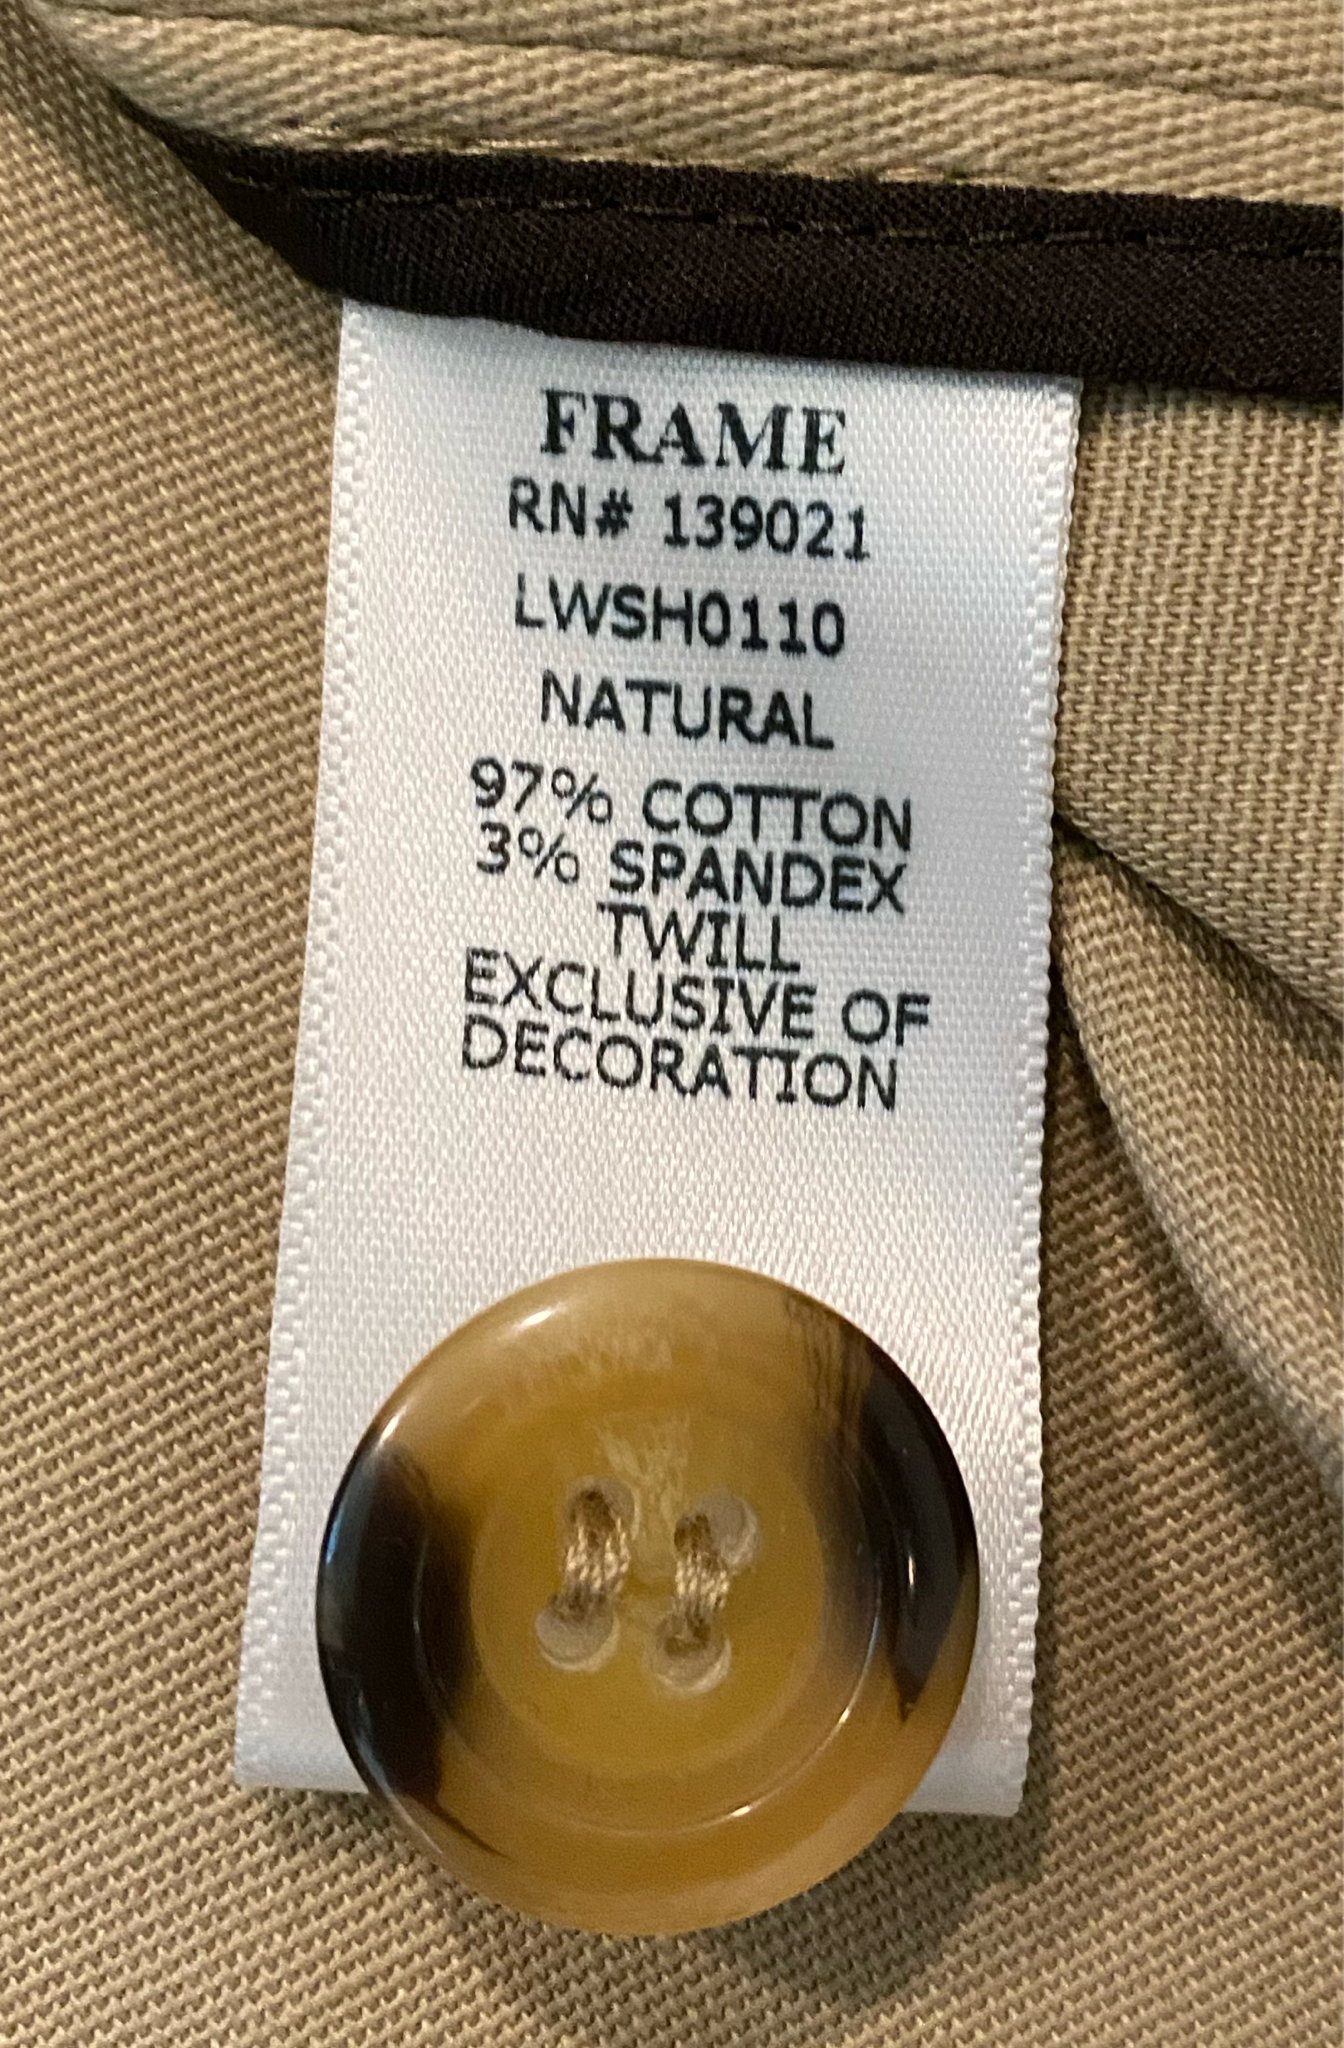 FRAME
RN# 139021
LWSH0110
NATURAL
97% COTTON
3% SPANDEX
TWILL
EXCLUSIVE OF
DECORATION